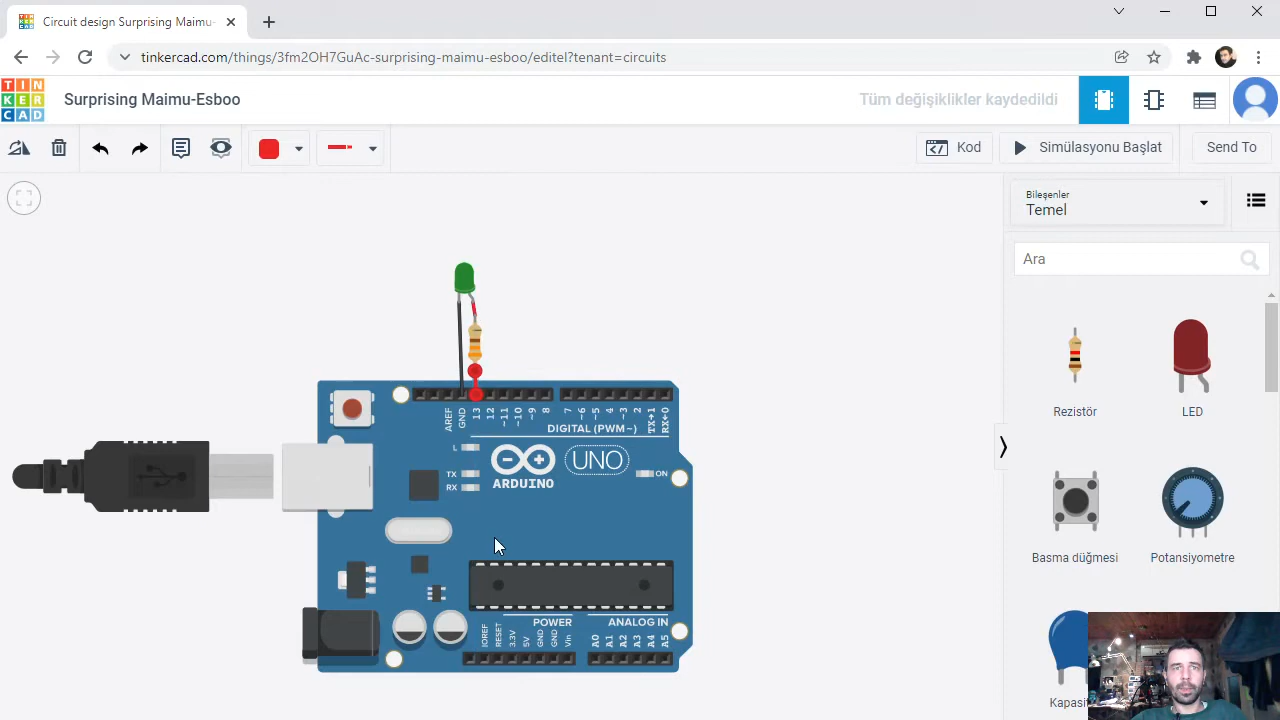 Circuit design Surprising Maimu-
tinkercad.com/things/3fm2OH7GuAc-surprising-maimu-esboo/editel?tenant=circuits
TIN
KER
CAD
Surprising Maimu-Esboo
Tüm değişiklikler kaydedildi
Kod
Simülasyonu Başlat
Send To
Bileşenler
Temel
Ara
Rezistör
LED
Basma düğmesi
Potansiyometre
Kapasi
AREF
GND
13
12
~11
~10
~9
8
7
~6
~5
4
~3
2
TX→1
RX←0
DIGITAL (PWM~)
L
TX
RX
ARDUINO
UNO
ON
IOREF
RESET
3.3V
5V
GND
GND
Vin
POWER
ANALOG IN
A0
A1
A2
A3
A4
A5